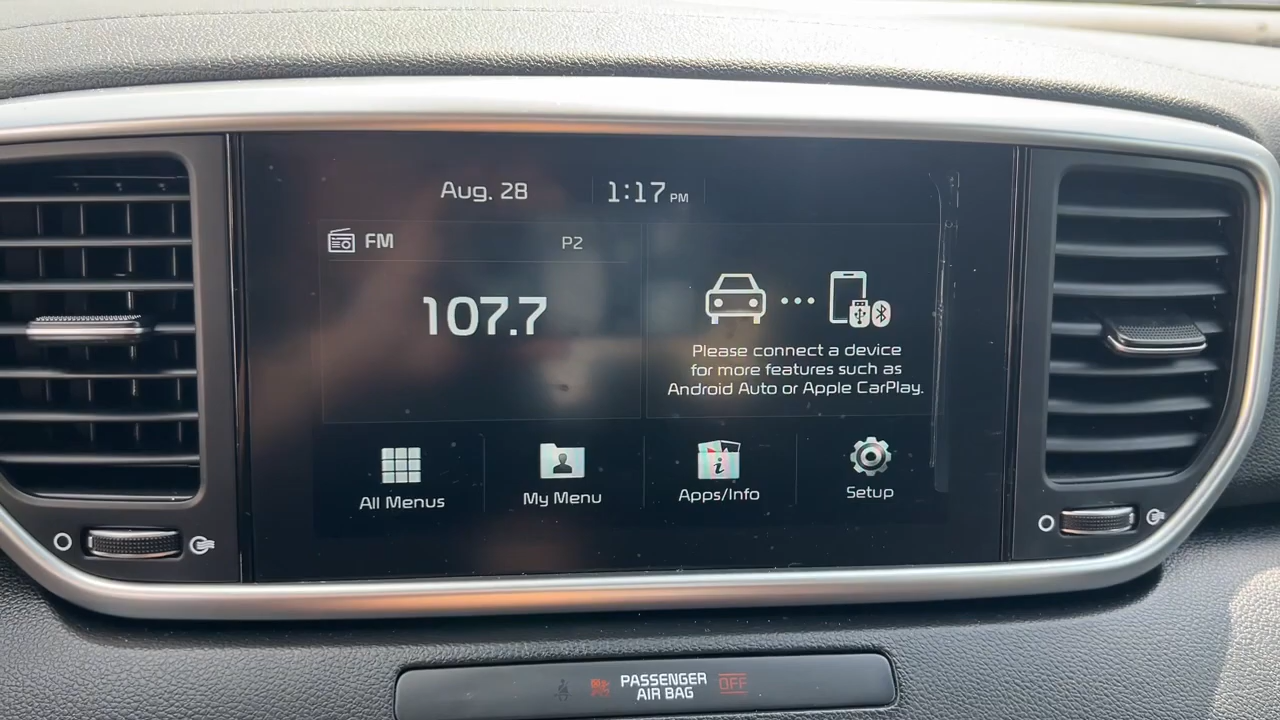 Aug. 28
1:17 PM
FM
P2
107.7
Please connect a device
for more features such as
Android Auto or Apple CarPlay.
All Menus
My Menu
Apps/Info
Setup
PASSENGER
AIR BAG
OFF